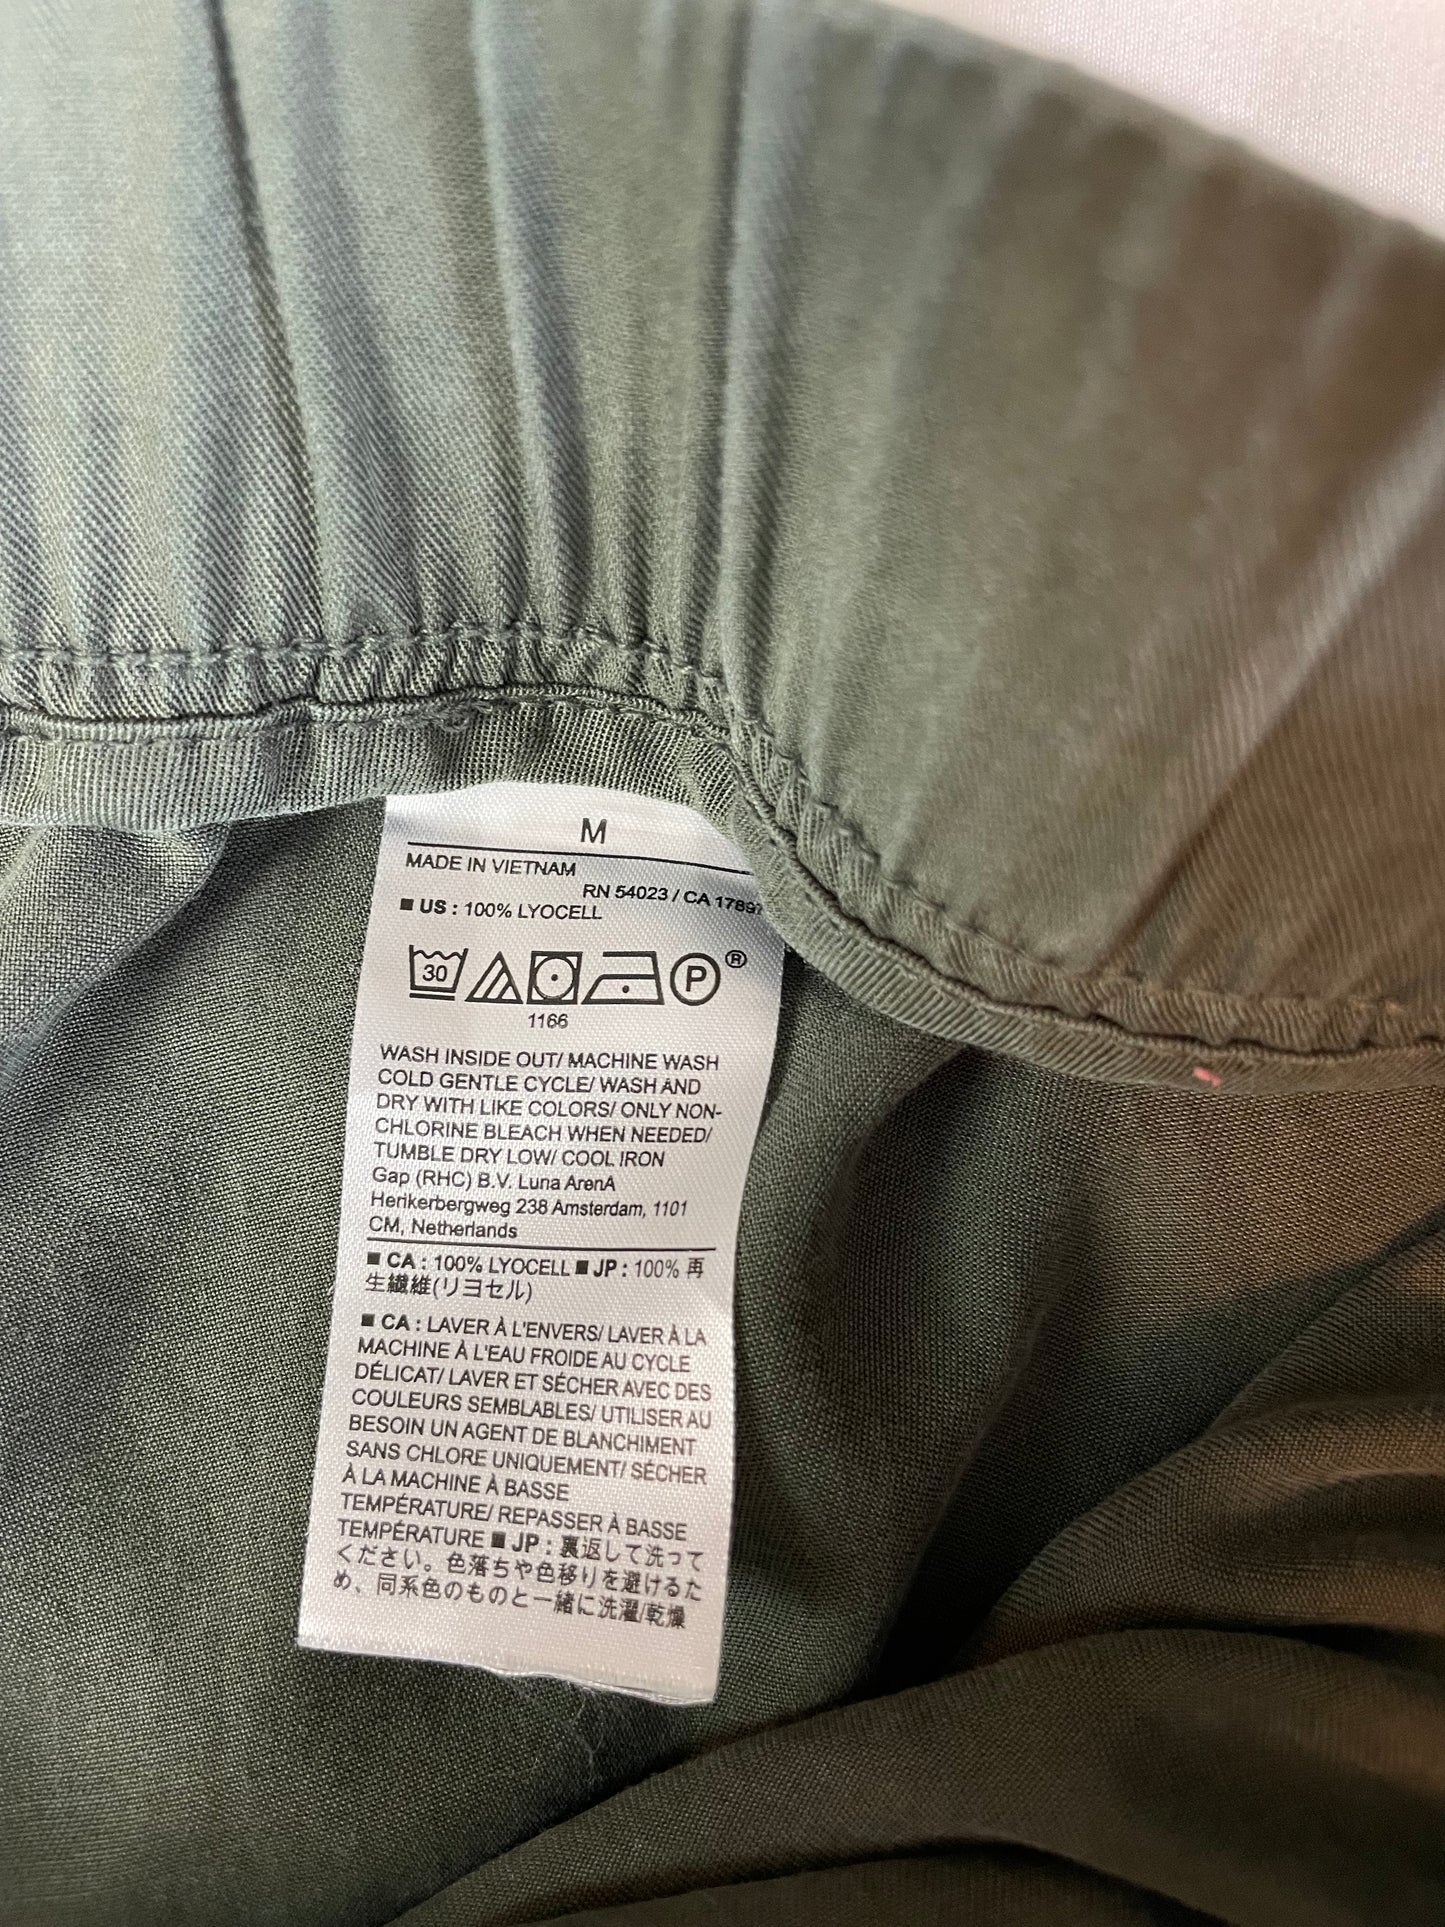 M
MADE IN VIETNAM
RN 54023 / CA 17897
■ US : 100% LYOCELL
30 P ®
1166
WASH INSIDE OUT/ MACHINE WASH
COLD GENTLE CYCLE/ WASH AND
DRY WITH LIKE COLORS/ ONLY NON-
CHLORINE BLEACH WHEN NEEDED/
TUMBLE DRY LOW/ COOL IRON
Gap (RHC) B.V. Luna ArenA
Herikerbergweg 238 Amsterdam, 1101
CM, Netherlands
■ CA : 100% LYOCELL ■ JP : 100% 再
生繊維(リヨセル)
■ CA : LAVER À L'ENVERS/ LAVER À LA
MACHINE À L'EAU FROIDE AU CYCLE
DÉLICAT/ LAVER ET SÉCHER AVEC DES
COULEURS SEMBLABLES/ UTILISER AU
BESOIN UN AGENT DE BLANCHIMENT
SANS CHLORE UNIQUEMENT/ SÉCHER
À LA MACHINE À BASSE
TEMPÉRATURE/ REPASSER À BASSE
TEMPÉRATURE ■ JP : 裏返して洗って
ください。色落ちや色移りを避けるた
め、同系色のものと一緒に洗濯/乾燥